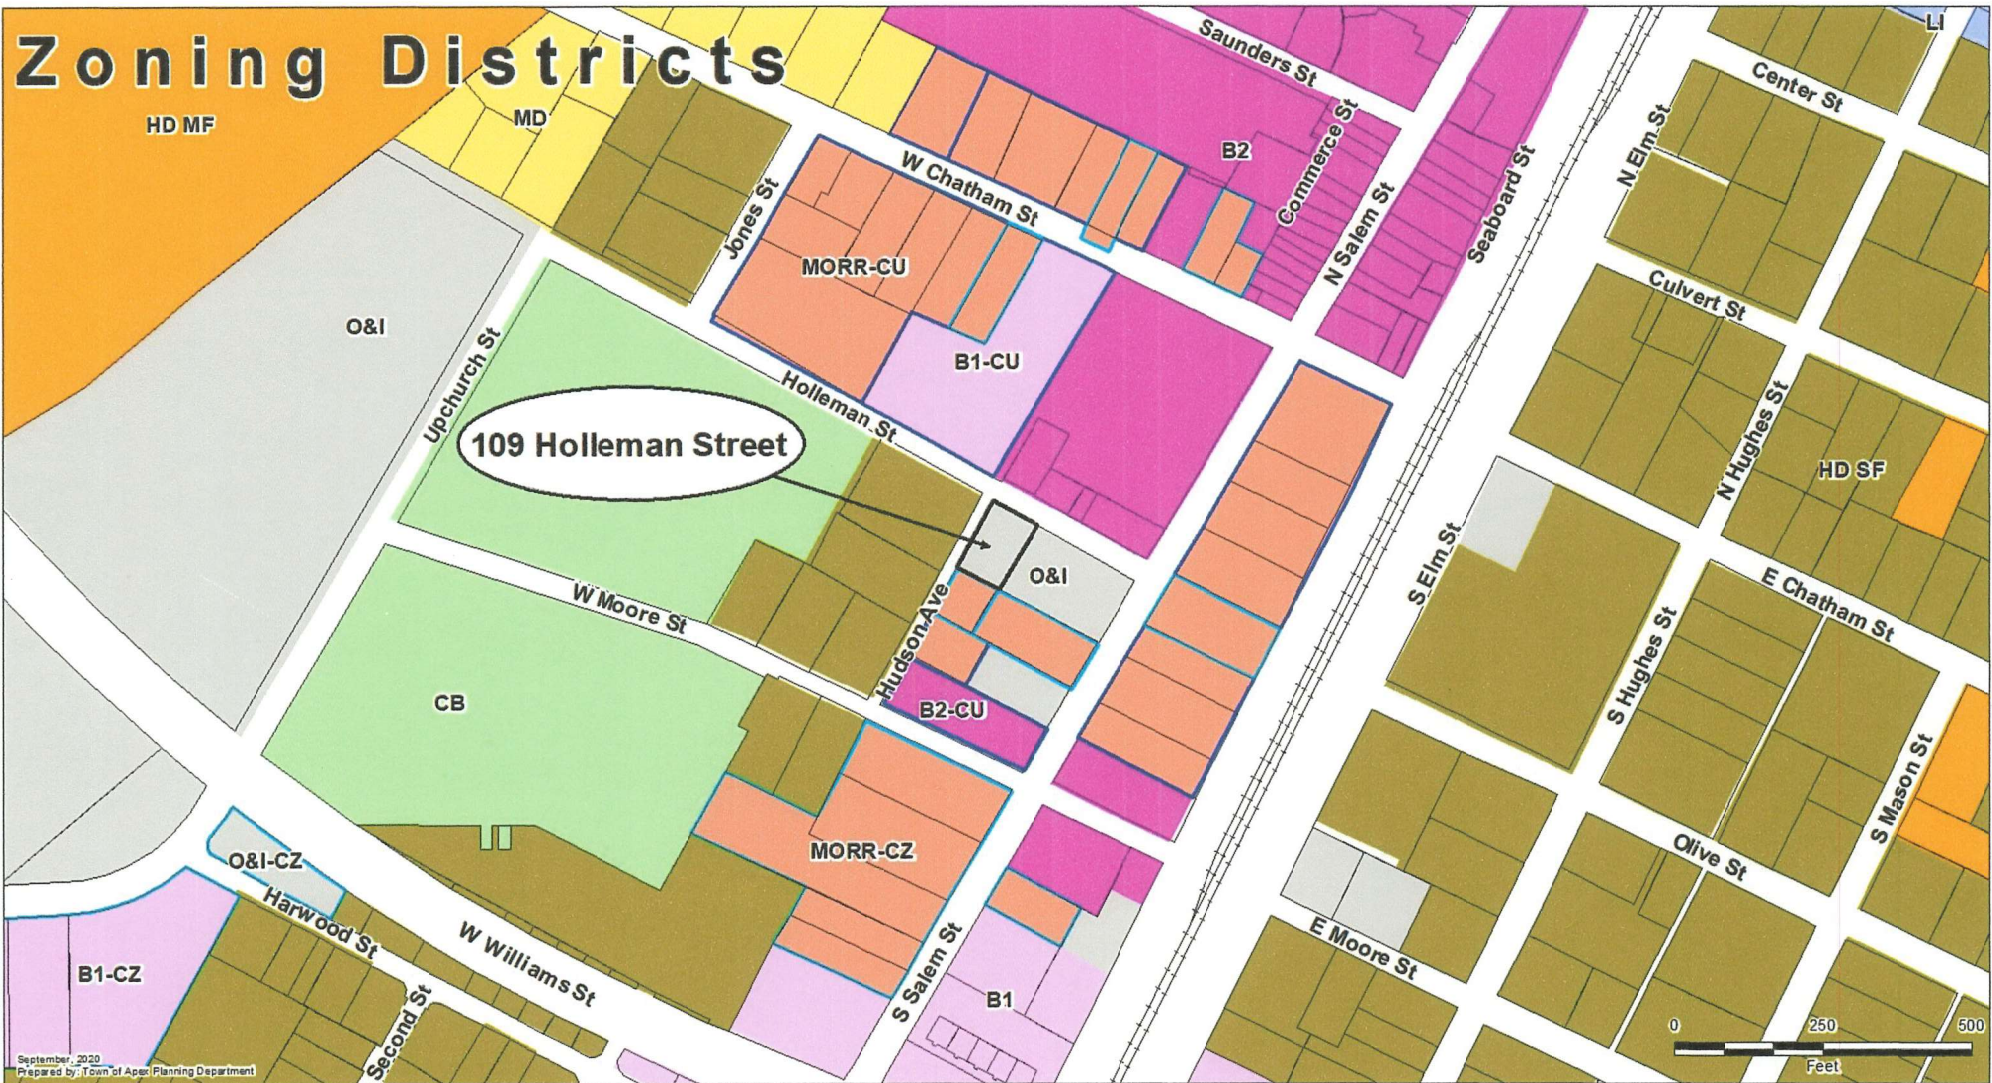 Zoning Districts
HD MF
MD
LI
Saunders St
Center St
B2
Commerce St
N Elm St
W Chatham St
Seaboard St
Jones St
N Salem St
MORR-CU
Culvert St
O&I
Upchurch St
B1-CU
Holleman St
109 Holleman Street
N Hughes St
HD SF
S Elm St
O&I
W Moore St
Hudson Ave
E Chatham St
S Hughes St
CB
B2-CU
S Mason St
MORR-CZ
Olive St
O&I-CZ
Harwood St
W Williams St
E Moore St
S Salem St
B1-CZ
B1
Second St
0 250 500
Feet
September, 2020
Prepared by: Town of Apex Planning Department